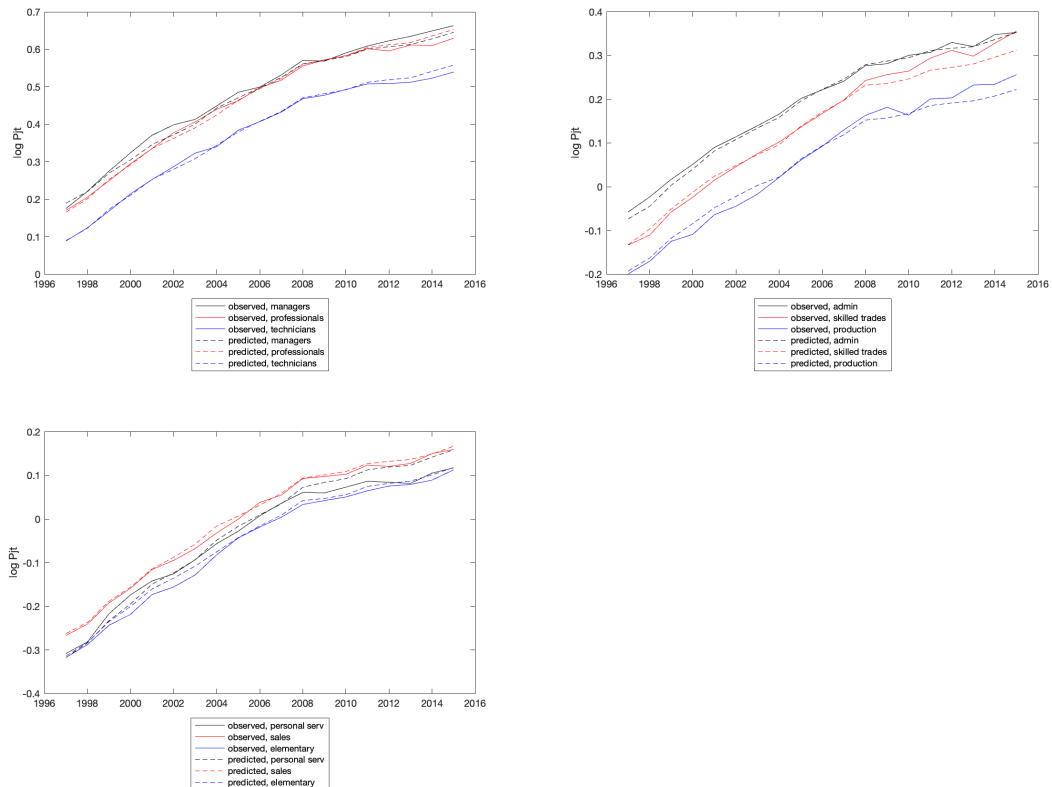 0.7
0.6
0.5
0.4
0.3
0.2
0.1
0
log Pjt
1996 1998 2000 2002 2004 2006 2008 2010 2012 2014 2016
observed, managers
observed, professionals
observed, technicians
predicted, managers
predicted, professionals
predicted, technicians
0.4
0.3
0.2
0.1
0
-0.1
-0.2
log Pjt
1996 1998 2000 2002 2004 2006 2008 2010 2012 2014 2016
observed, admin
observed, skilled trades
observed, production
predicted, admin
predicted, skilled trades
predicted, production
0.2
0.1
0
-0.1
-0.2
-0.3
-0.4
log Pjt
1996 1998 2000 2002 2004 2006 2008 2010 2012 2014 2016
observed, personal serv
observed, sales
observed, elementary
predicted, personal serv
predicted, sales
predicted, elementary